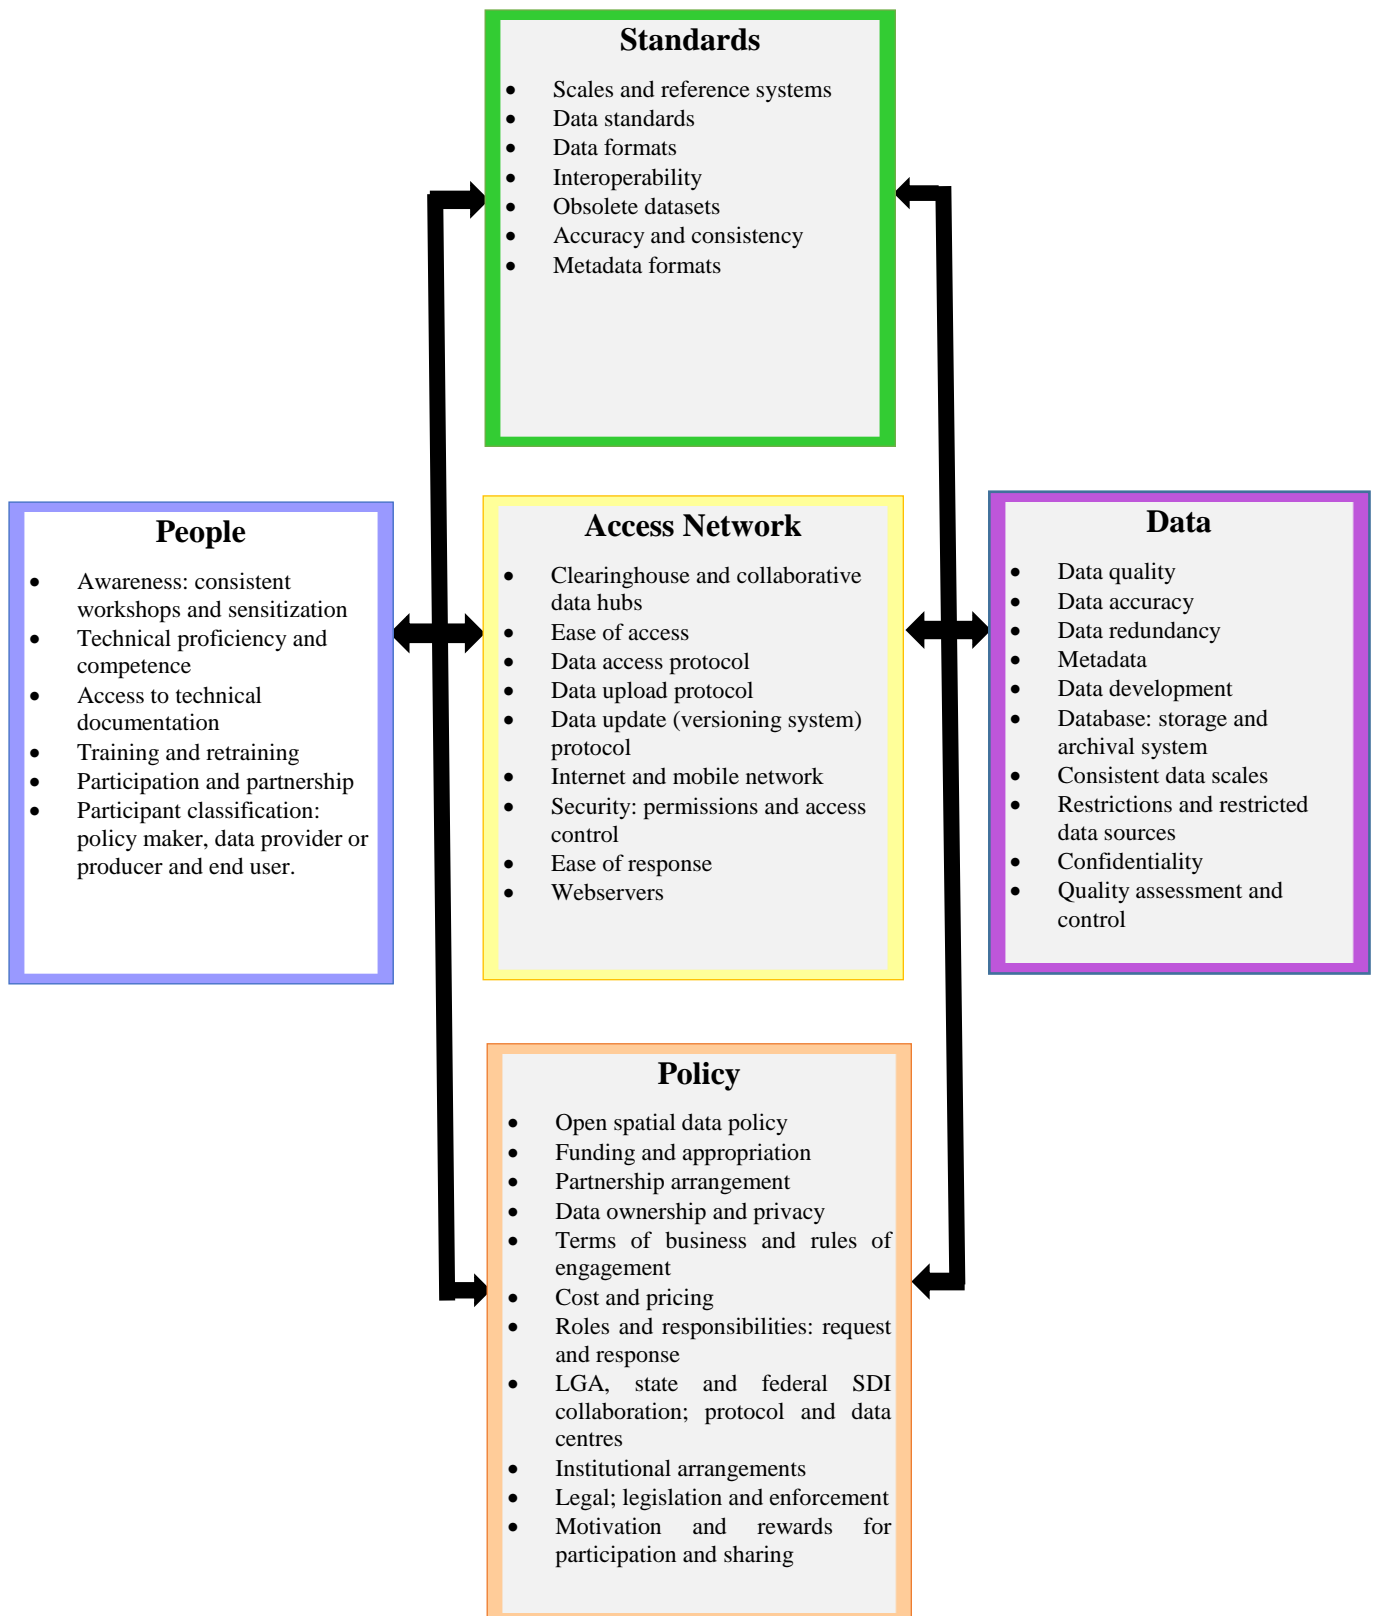 Standards
• Scales and reference systems
• Data standards
• Data formats
• Interoperability
• Obsolete datasets
• Accuracy and consistency
• Metadata formats
People
• Awareness: consistent
workshops and sensitization
• Technical proficiency and
competence
• Access to technical
documentation
• Training and retraining
• Participation and partnership
• Participant classification:
policy maker, data provider or
producer and end user.
Access Network
• Clearinghouse and collaborative
data hubs
• Ease of access
• Data access protocol
• Data upload protocol
• Data update (versioning system)
protocol
• Internet and mobile network
• Security: permissions and access
control
• Ease of response
• Webservers
Data
• Data quality
• Data accuracy
• Data redundancy
• Metadata
• Data development
• Database: storage and
archival system
• Consistent data scales
• Restrictions and restricted
data sources
• Confidentiality
• Quality assessment and
control
Policy
• Open spatial data policy
• Funding and appropriation
• Partnership arrangement
• Data ownership and privacy
• Terms of business and rules of
engagement
• Cost and pricing
• Roles and responsibilities: request
and response
• LGA, state and federal SDI
collaboration; protocol and data
centres
• Institutional arrangements
• Legal; legislation and enforcement
• Motivation and rewards for
participation and sharing